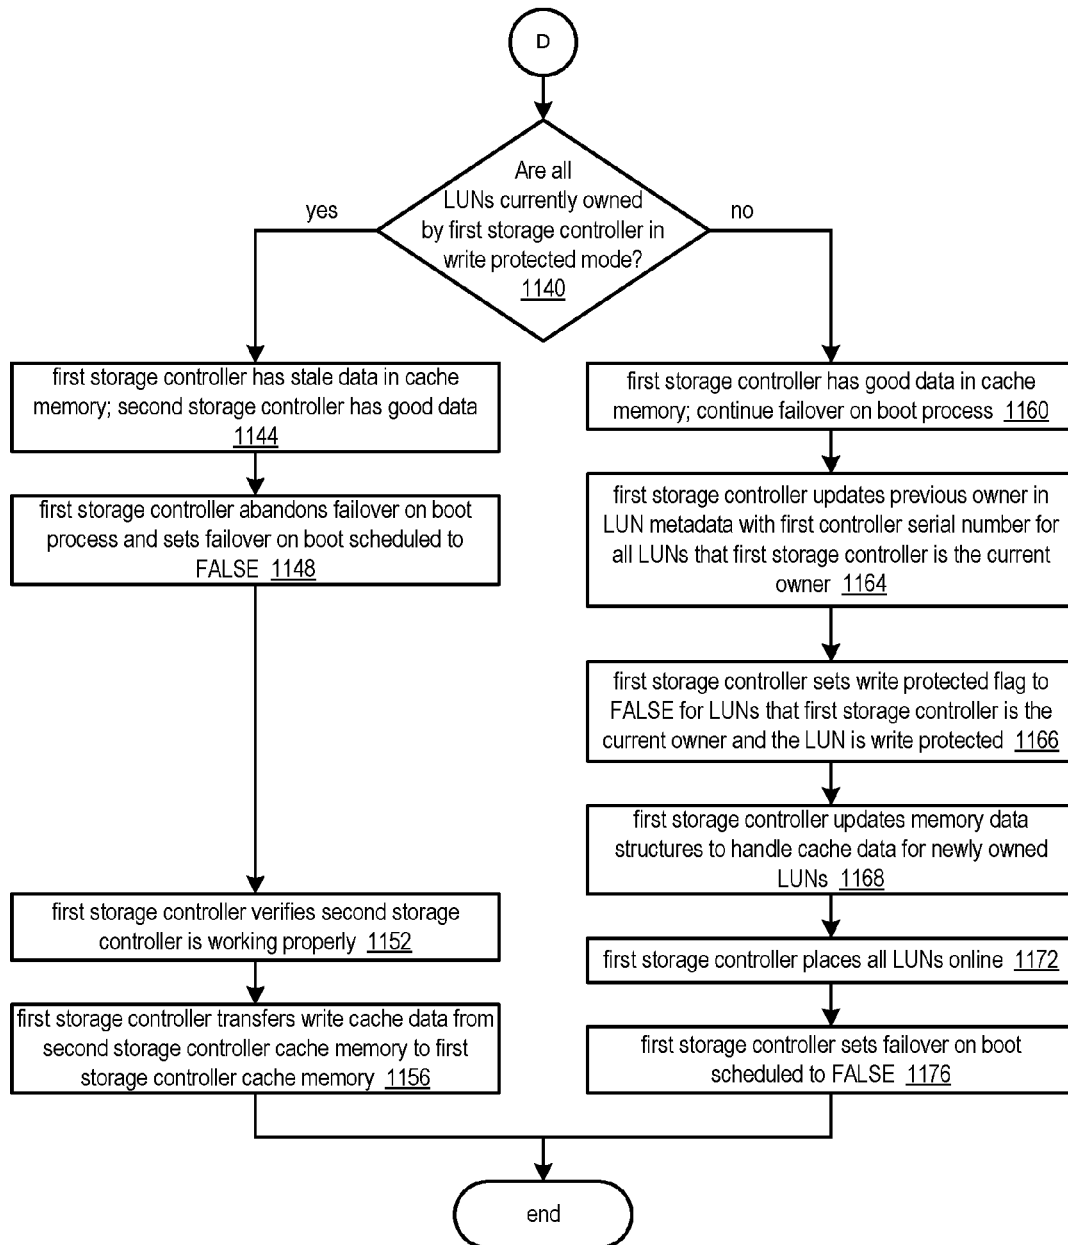 D
Are all
LUNs currently owned
by first storage controller in
write protected mode?
1140
yes
no
first storage controller has stale data in cache
memory; second storage controller has good data
1144
first storage controller abandons failover on boot
process and sets failover on boot scheduled to
FALSE 1148
first storage controller verifies second storage
controller is working properly 1152
first storage controller transfers write cache data from
second storage controller cache memory to first
storage controller cache memory 1156
first storage controller has good data in cache
memory; continue failover on boot process 1160
first storage controller updates previous owner in
LUN metadata with first controller serial number for
all LUNs that first storage controller is the current
owner 1164
first storage controller sets write protected flag to
FALSE for LUNs that first storage controller is the
current owner and the LUN is write protected 1166
first storage controller updates memory data
structures to handle cache data for newly owned
LUNs 1168
first storage controller places all LUNs online 1172
first storage controller sets failover on boot
scheduled to FALSE 1176
end